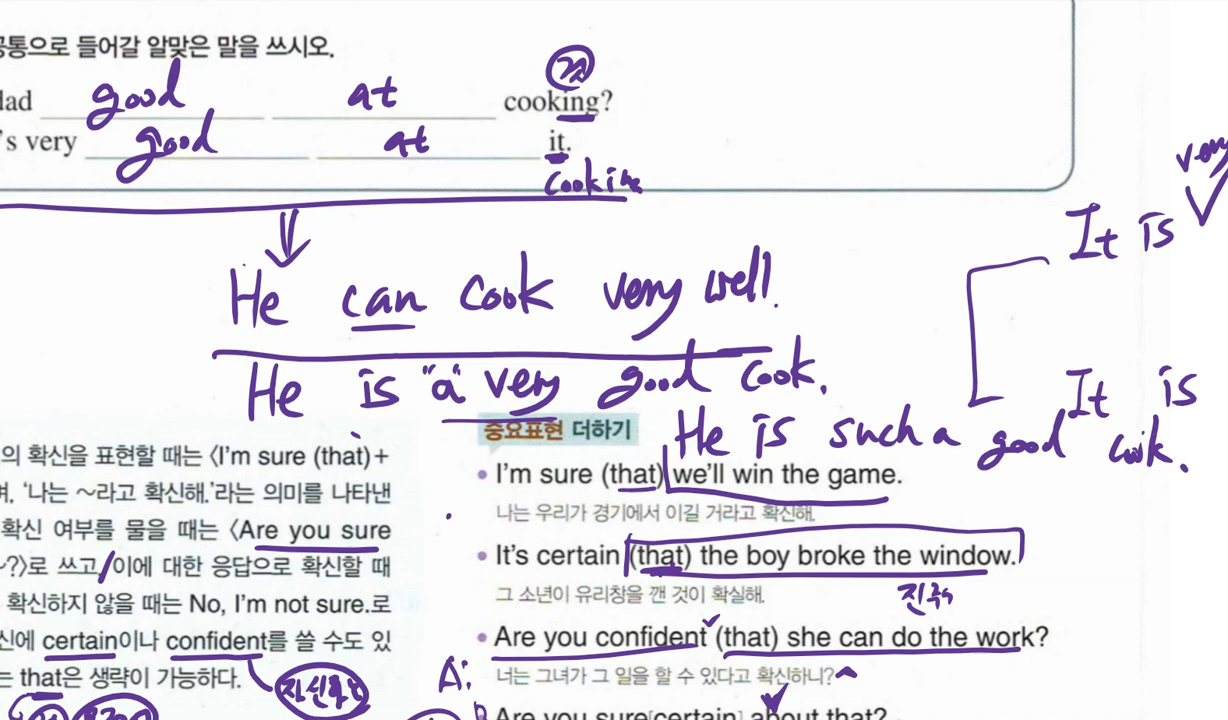 공통으로 들어갈 알맞은 말을 쓰시오.
dad good at cooking?
's very good at it.
cooking
very
It is
He can cook very well.
He is "a" very good cook.
It is
He is such a good cook.
중요표현 더하기
의 확신을 표현할 때는 〈I'm sure (that)+
며, '나는 ~라고 확신해.'라는 의미를 나타낸
확신 여부를 물을 때는 〈Are you sure
~?〉로 쓰고, 이에 대한 응답으로 확신할 때
확신하지 않을 때는 No, I'm not sure.로
신에 certain이나 confident를 쓸 수도 있
는 that은 생략이 가능하다.
• I'm sure (that) we'll win the game.
나는 우리가 경기에서 이길 거라고 확신해.
• It's certain (that) the boy broke the window.
그 소년이 유리창을 깬 것이 확실해.
진주어
• Are you confident (that) she can do the work?
너는 그녀가 그 일을 할 수 있다고 확신하니?
A:
B
Are you sure[certain] about that?